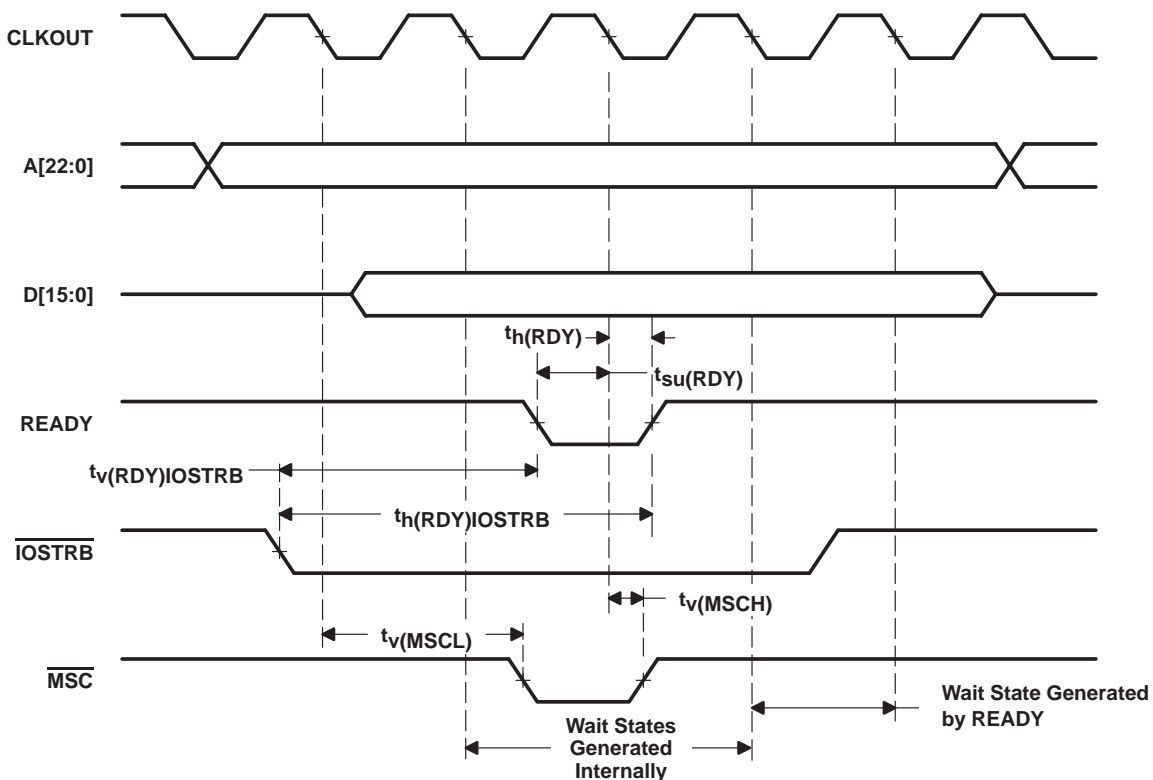 CLKOUT
A[22:0]
D[15:0]
th(RDY)
tsu(RDY)
READY
tv(RDY)IOSTRB
th(RDY)IOSTRB
IOSTRB
tv(MSCH)
tv(MSCL)
MSC
Wait State Generated
by READY
Wait States
Generated
Internally